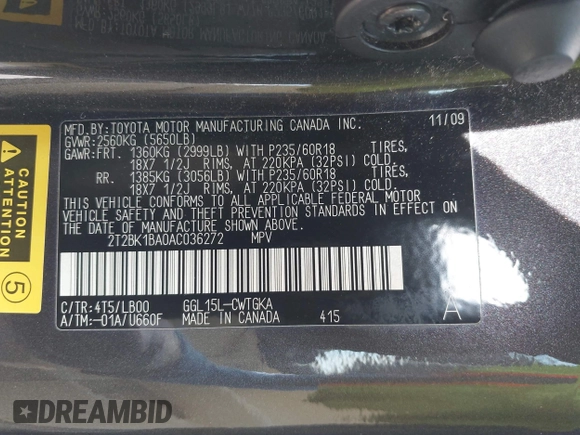 MFD.BY:TOYOTA MOTOR MANUFACTURING CANADA INC. 11/09
GVWR:2560KG (5650LB)
GAWR:FRT. 1360KG (2999LB) WITH P235/60R18 TIRES,
18X7 1/2J RIMS, AT 220KPA (32PSI) COLD.
RR. 1385KG (3056LB) WITH P235/60R18 TIRES,
18X7 1/2J RIMS, AT 220KPA (32PSI) COLD.
THIS VEHICLE CONFORMS TO ALL APPLICABLE FEDERAL MOTOR
VEHICLE SAFETY AND THEFT PREVENTION STANDARDS IN EFFECT ON
THE DATE OF MANUFACTURE SHOWN ABOVE.
2T2BK1BA0AC036272 MPV
C/TR:4T5/LB00 GGL15L-CWTGKA A
A/TM:-01A/U660F MADE IN CANADA 415
CAUTION
ATTENTION
5
DREAMBID